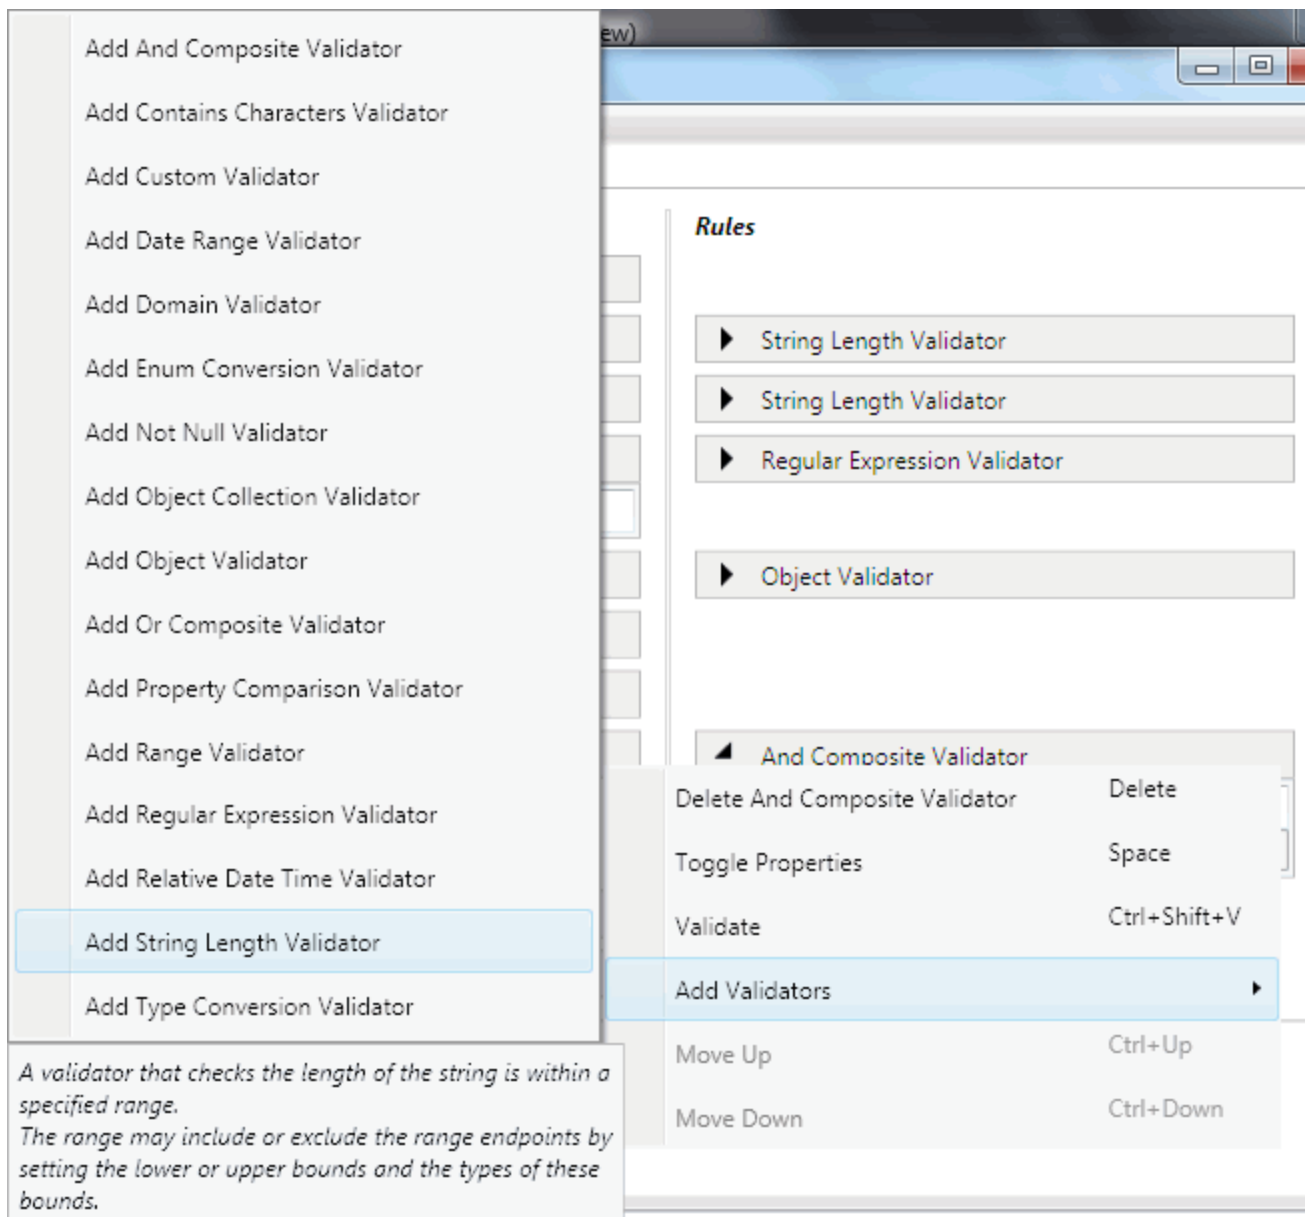 ew)
Add And Composite Validator
Add Contains Characters Validator
Add Custom Validator
Add Date Range Validator
Add Domain Validator
Add Enum Conversion Validator
Add Not Null Validator
Add Object Collection Validator
Add Object Validator
Add Or Composite Validator
Add Property Comparison Validator
Add Range Validator
Add Regular Expression Validator
Add Relative Date Time Validator
Add String Length Validator
Add Type Conversion Validator
A validator that checks the length of the string is within a
specified range.
The range may include or exclude the range endpoints by
setting the lower or upper bounds and the types of these
bounds.
Rules
String Length Validator
String Length Validator
Regular Expression Validator
Object Validator
And Composite Validator
Delete And Composite Validator Delete
Toggle Properties Space
Validate Ctrl+Shift+V
Add Validators
Move Up Ctrl+Up
Move Down Ctrl+Down